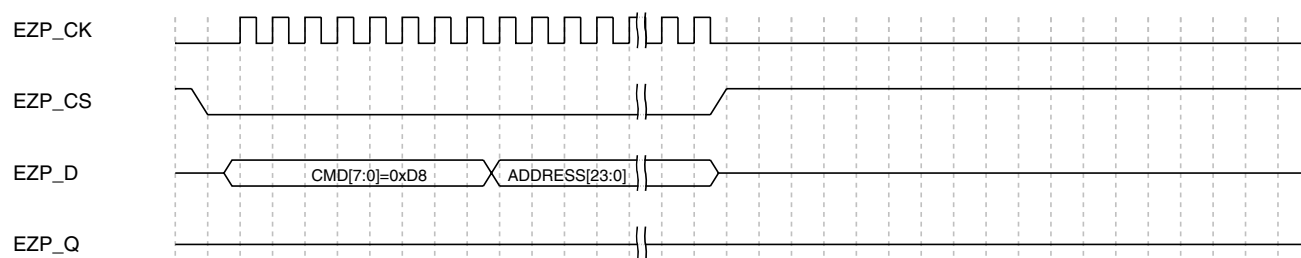 EZP_CK
EZP_CS
EZP_D
CMD[7:0]=0xD8
ADDRESS[23:0]
EZP_Q